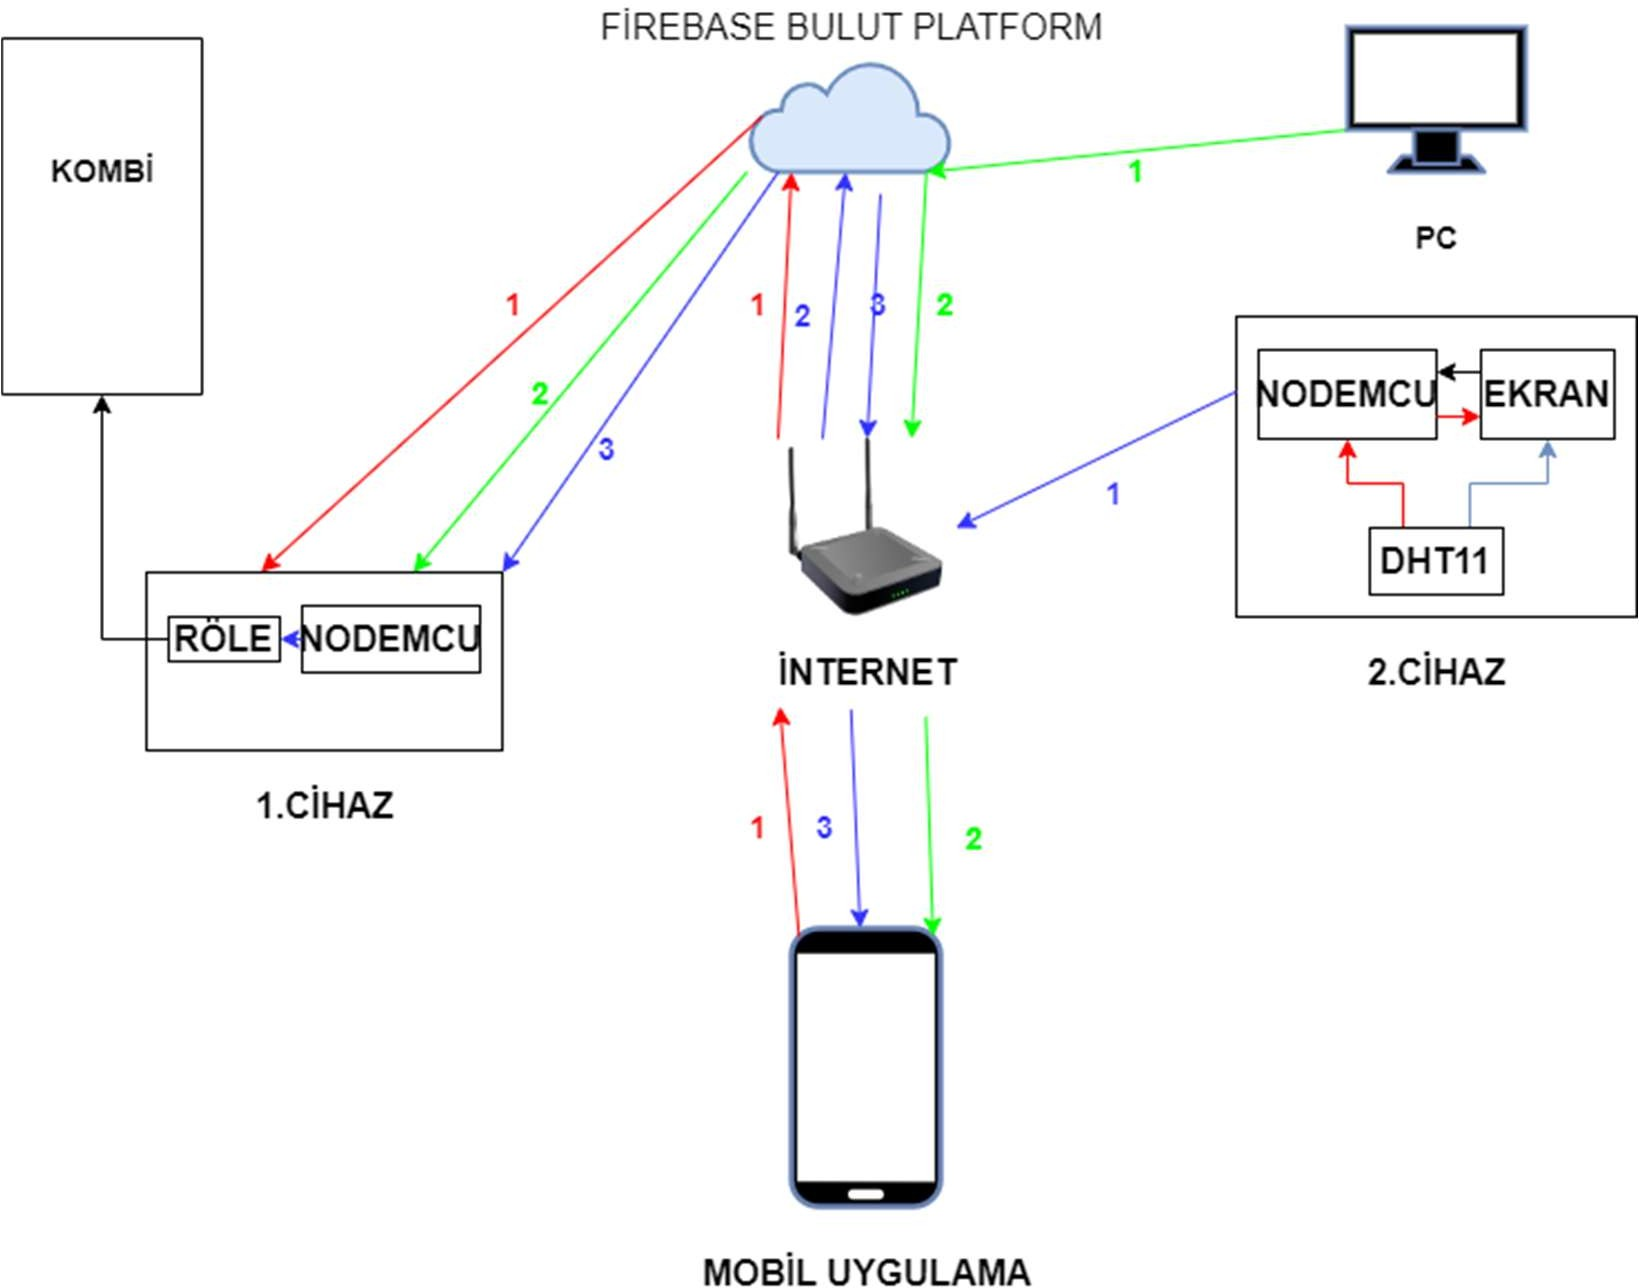 FİREBASE BULUT PLATFORM
KOMBİ
1
PC
1
2
3
1
2
3
2
NODEMCU
EKRAN
1
DHT11
RÖLE
NODEMCU
İNTERNET
2.CİHAZ
1.CİHAZ
1
3
2
MOBİL UYGULAMA